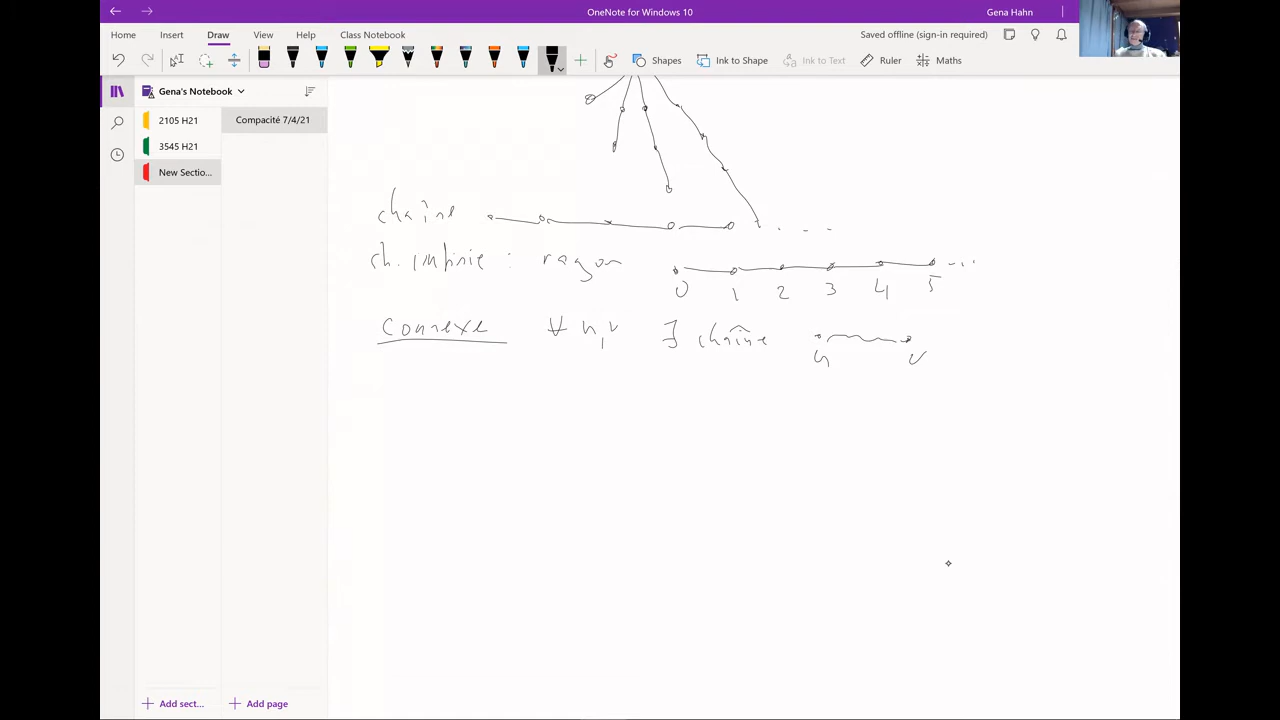 OneNote for Windows 10
Gena Hahn
Home Insert Draw View Help Class Notebook
Saved offline (sign-in required)
Shapes Ink to Shape Ink to Text Ruler Maths
Gena's Notebook
2105 H21
Compacité 7/4/21
3545 H21
New Sectio...
chaîne . . .
ch. infinie : rayon ...
0 1 2 3 4 5
Connexe ∀ u, v ∃ chaîne
u v
Add sect...
Add page